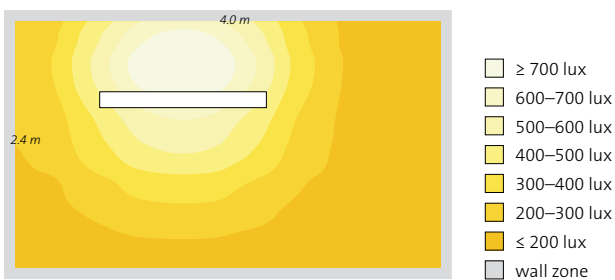 4.0 m
2.4 m
≥ 700 lux
600–700 lux
500–600 lux
400–500 lux
300–400 lux
200–300 lux
≤ 200 lux
wall zone